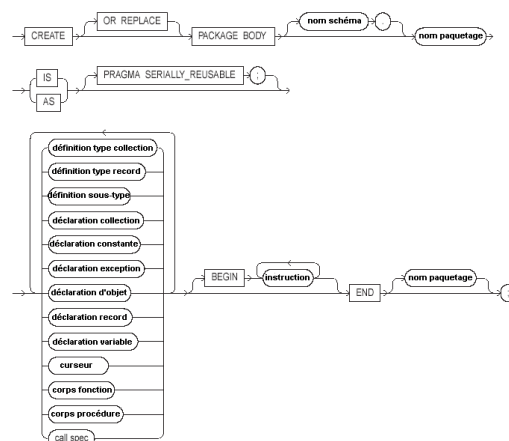 CREATE OR REPLACE PACKAGE BODY nom schéma . nom paquetage
IS
AS
PRAGMA SERIALLY_REUSABLE ;
définition type collection
définition type record
définition sous-type
déclaration collection
déclaration constante
déclaration exception
déclaration d'objet
déclaration record
déclaration variable
curseur
corps fonction
corps procédure
call spec
BEGIN instruction END nom paquetage ;